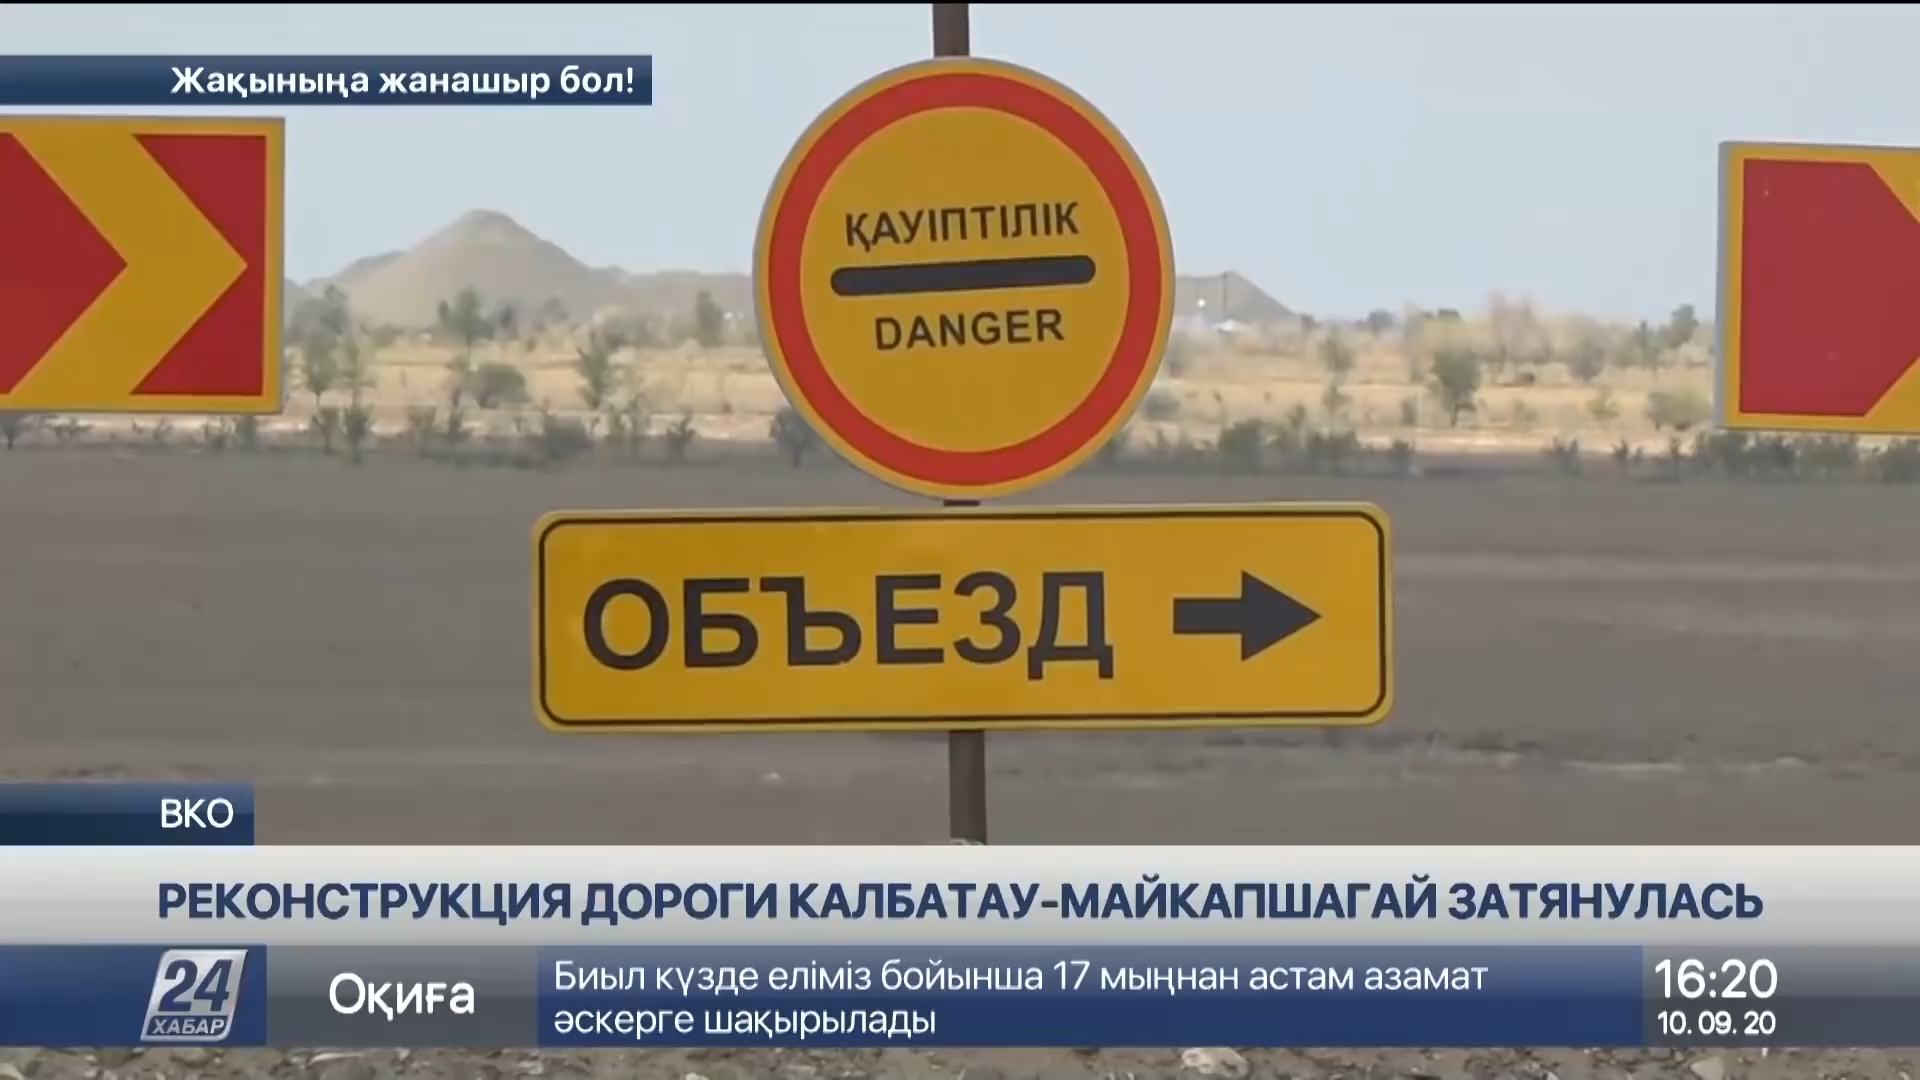 Жақыныңа жанашыр бол!
ҚАУІПТІЛІК
DANGER
ОБЪЕЗД
ВКО
РЕКОНСТРУКЦИЯ ДОРОГИ КАЛБАТАУ-МАЙКАПШАГАЙ ЗАТЯНУЛАСЬ
24
ХАБАР
Оқиға
Биыл күзде еліміз бойынша 17 мыңнан астам азамат
әскерге шақырылады
16:20
10. 09. 20